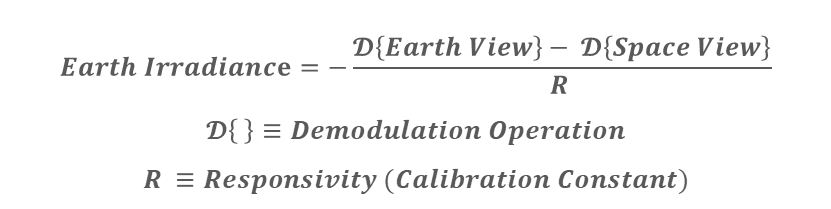 Earth Irradiance = − 𝒟{Earth View} − 𝒟{Space View} / R
𝒟{ } ≡ Demodulation Operation
R ≡ Responsivity (Calibration Constant)